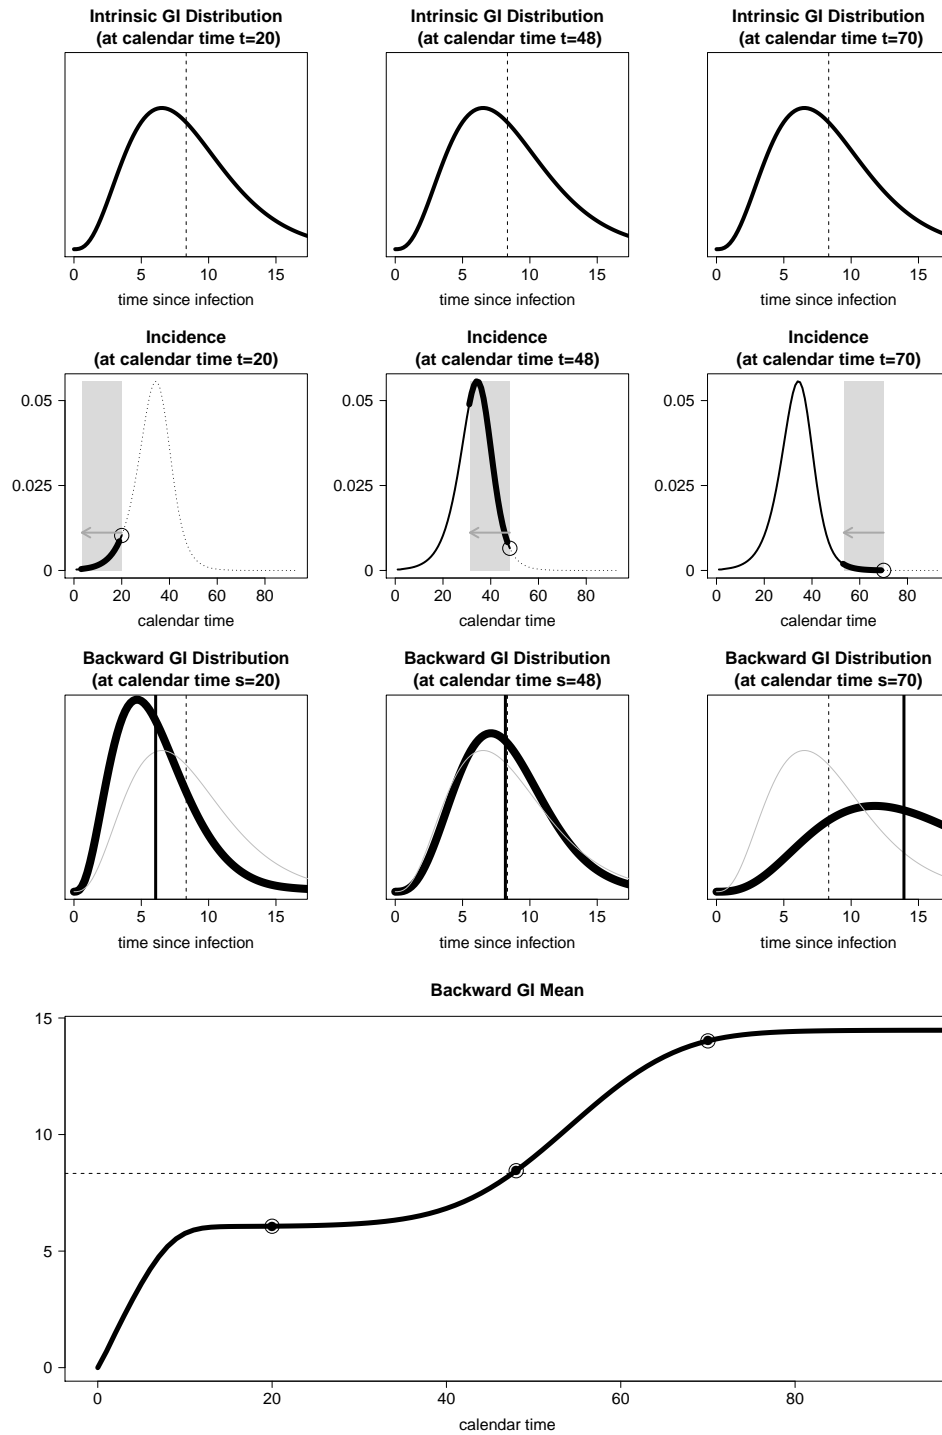 Intrinsic GI Distribution
(at calendar time t=20)
Intrinsic GI Distribution
(at calendar time t=48)
Intrinsic GI Distribution
(at calendar time t=70)
0 5 10 15
0 5 10 15
0 5 10 15
time since infection
time since infection
time since infection
Incidence
(at calendar time t=20)
Incidence
(at calendar time t=48)
Incidence
(at calendar time t=70)
0.05
0.025
0
0.05
0.025
0
0.05
0.025
0
0 20 40 60 80
0 20 40 60 80
0 20 40 60 80
calendar time
calendar time
calendar time
Backward GI Distribution
(at calendar time s=20)
Backward GI Distribution
(at calendar time s=48)
Backward GI Distribution
(at calendar time s=70)
0 5 10 15
0 5 10 15
0 5 10 15
time since infection
time since infection
time since infection
Backward GI Mean
15
10
5
0
0 20 40 60 80
calendar time